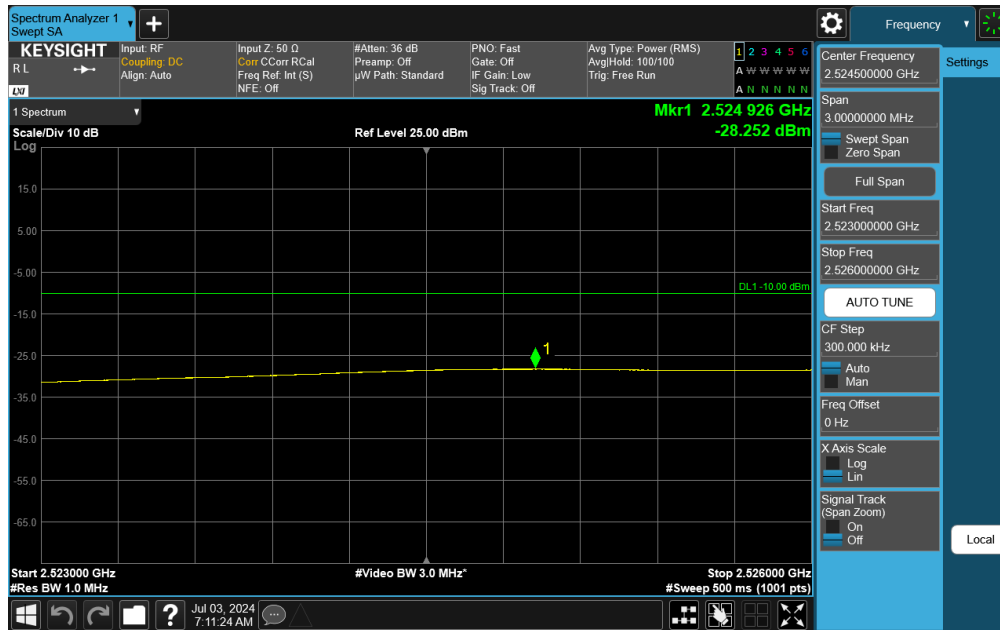 Spectrum Analyzer 1
Swept SA
+
Frequency
KEYSIGHT
R L
LXI
Input: RF
Coupling: DC
Align: Auto
Input Z: 50 Ω
Corr CCorr RCal
Freq Ref: Int (S)
NFE: Off
#Atten: 36 dB
Preamp: Off
µW Path: Standard
PNO: Fast
Gate: Off
IF Gain: Low
Sig Track: Off
Avg Type: Power (RMS)
Avg|Hold: 100/100
Trig: Free Run
1 2 3 4 5 6
A W W W W W
A N N N N N
1 Spectrum
Scale/Div 10 dB
Log
Ref Level 25.00 dBm
Mkr1 2.524 926 GHz
-28.252 dBm
15.0
5.00
-5.00
DL1 -10.00 dBm
-15.0
1
-25.0
-35.0
-45.0
-55.0
-65.0
Start 2.523000 GHz
#Video BW 3.0 MHz*
Stop 2.526000 GHz
#Res BW 1.0 MHz
#Sweep 500 ms (1001 pts)
Center Frequency
2.524500000 GHz
Settings
Span
3.00000000 MHz
Swept Span
Zero Span
Full Span
Start Freq
2.523000000 GHz
Stop Freq
2.526000000 GHz
AUTO TUNE
CF Step
300.000 kHz
Auto
Man
Freq Offset
0 Hz
X Axis Scale
Log
Lin
Signal Track
(Span Zoom)
On
Off
Local
?
Jul 03, 2024
7:11:24 AM